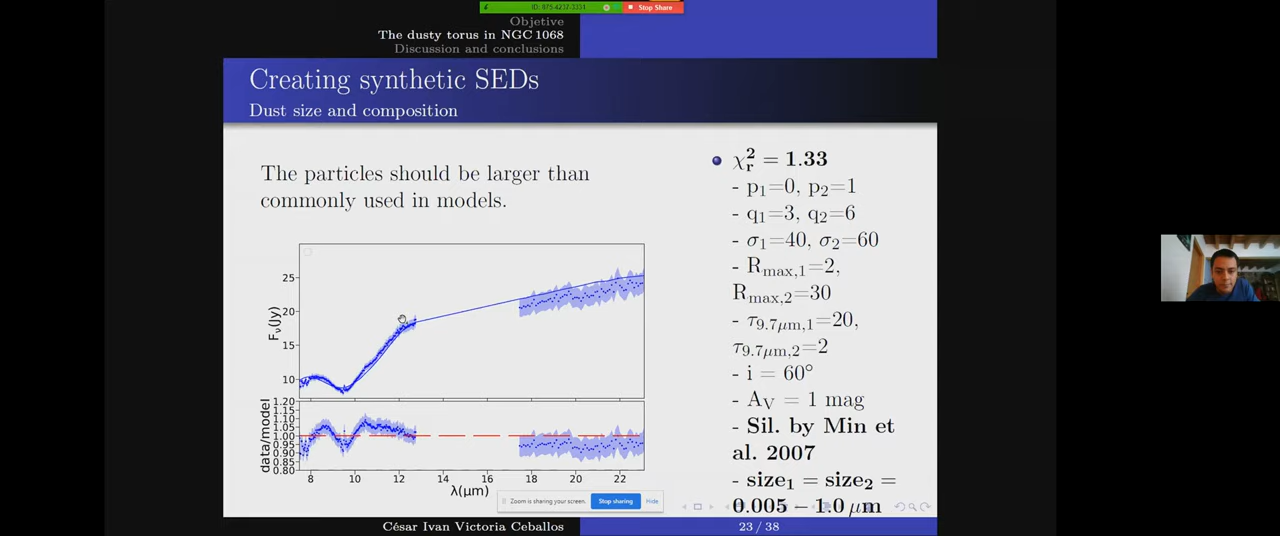 ID: 975-4237-3331
Stop Share
Objective
The dusty torus in NGC 1068
Discussion and conclusions
Creating synthetic SEDs
Dust size and composition
The particles should be larger than
commonly used in models.
χ²ᵣ = 1.33
- p₁=0, p₂=1
- q₁=3, q₂=6
- σ₁=40, σ₂=60
- Rmax,1=2,
Rmax,2=30
- τ9.7μm,1=20,
τ9.7μm,2=2
- i = 60°
- AV = 1 mag
- Sil. by Min et
al. 2007
- size₁ = size₂ =
0.005 − 1.0 μm
Fν(Jy)
25
20
15
10
data/model
1.20
1.15
1.10
1.05
1.00
0.95
0.90
0.85
0.80
8 10 12 14 16 18 20 22
λ(μm)
Zoom is sharing your screen. Stop sharing Hide
César Ivan Victoria Ceballos
23 / 38